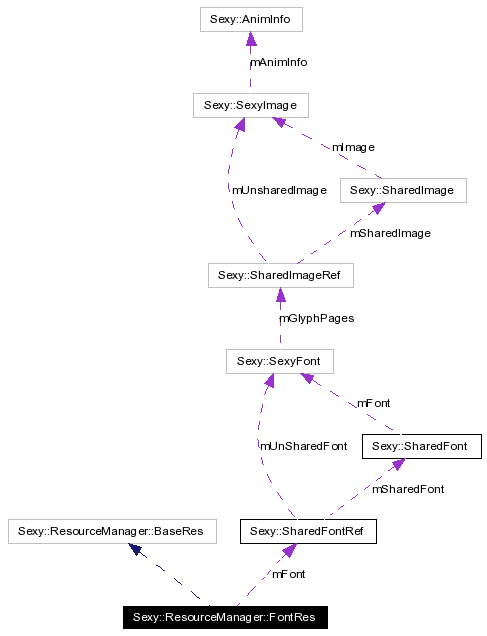 Sexy::AnimInfo
mAnimInfo
Sexy::SexyImage
mImage
mUnsharedImage
Sexy::SharedImage
mSharedImage
Sexy::SharedImageRef
mGlyphPages
Sexy::SexyFont
mFont
mUnSharedFont
Sexy::SharedFont
mSharedFont
Sexy::ResourceManager::BaseRes
Sexy::SharedFontRef
mFont
Sexy::ResourceManager::FontRes